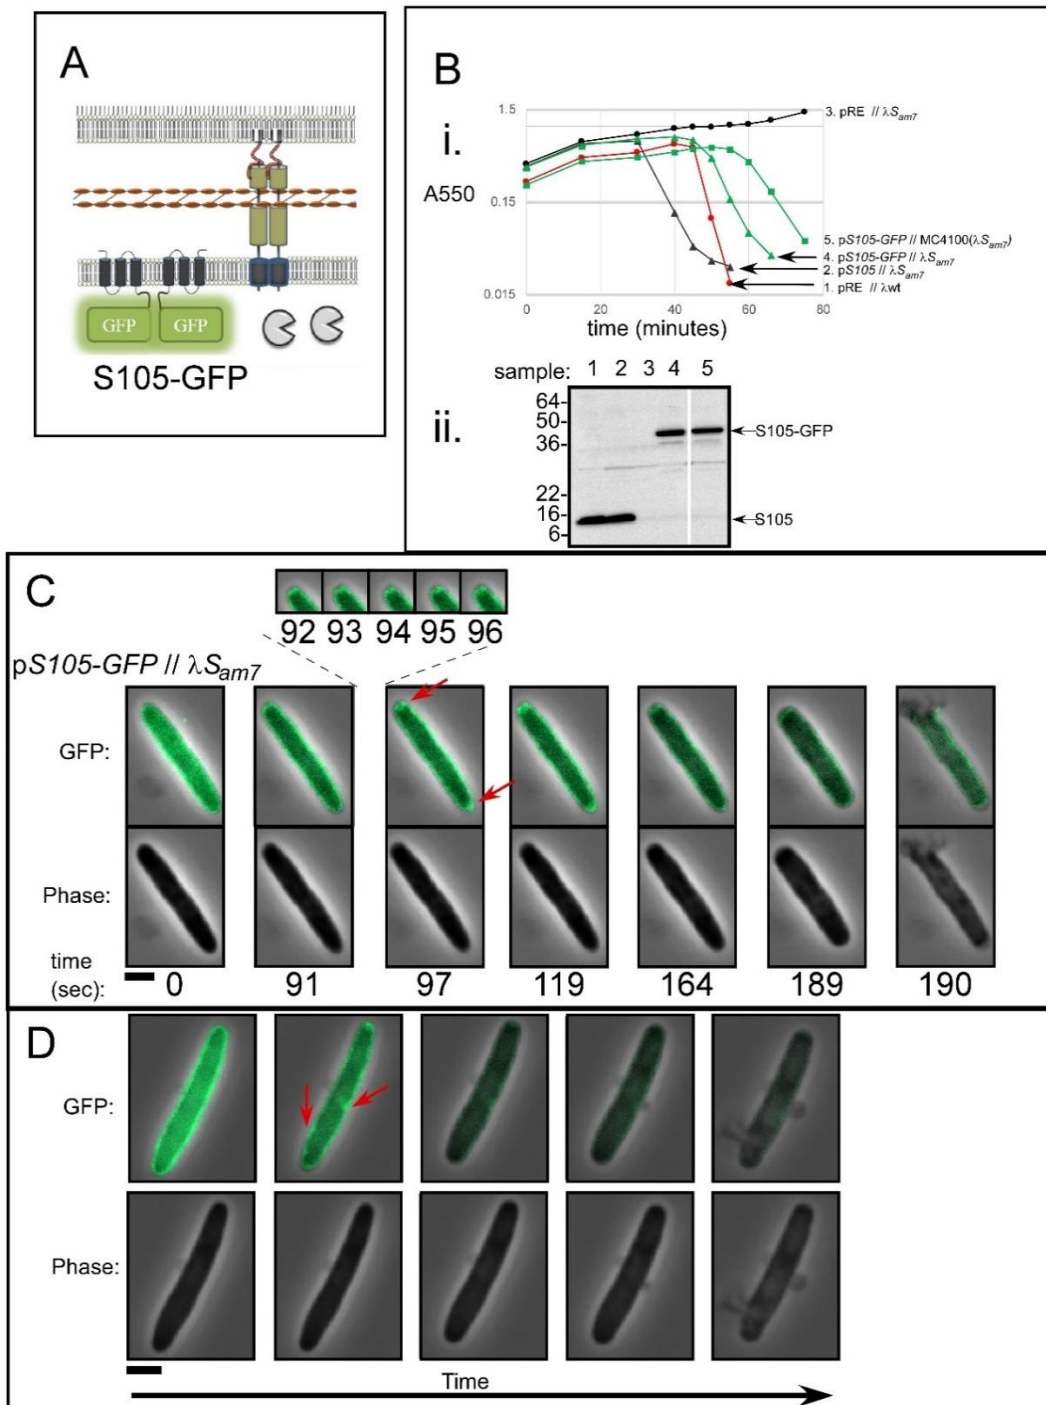 A
GFP
GFP
S105-GFP
B
i.
1.5
A550
0.15
0.015
0 20 40 60 80
time (minutes)
3. pRE // λSam7
5. pS105-GFP // MC4100(λSam7)
4. pS105-GFP // λSam7
2. pS105 // λSam7
1. pRE // λwt
sample: 1 2 3 4 5
ii.
64-
50-
36-
22-
16-
6-
S105-GFP
S105
C
92 93 94 95 96
pS105-GFP // λSam7
GFP:
Phase:
time
(sec): 0 91 97 119 164 189 190
D
GFP:
Phase:
Time